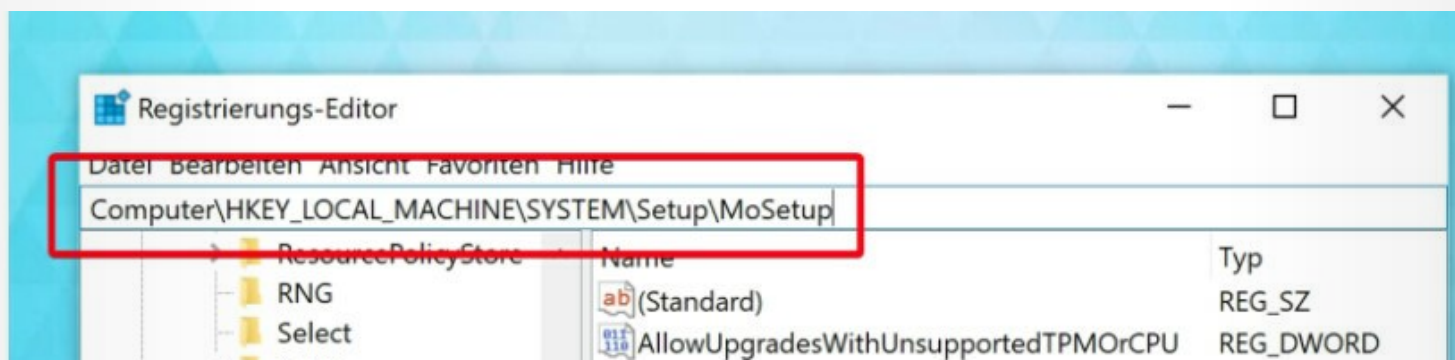 Registrierungs-Editor
Datei Bearbeiten Ansicht Favoriten Hilfe
Computer\HKEY_LOCAL_MACHINE\SYSTEM\Setup\MoSetup
ResourcePolicyStore
RNG
Select
Name Typ
(Standard) REG_SZ
AllowUpgradesWithUnsupportedTPMOrCPU REG_DWORD